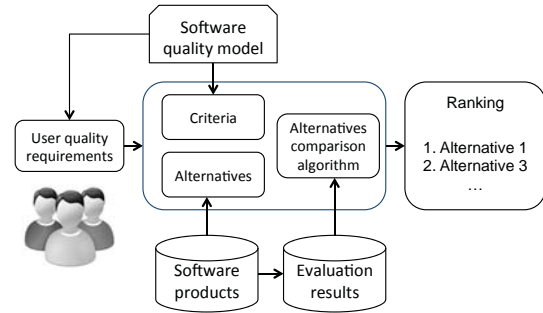 Software
quality model
User quality
requirements
Criteria
Alternatives
Alternatives
comparison
algorithm
Ranking
1. Alternative 1
2. Alternative 3
...
Software
products
Evaluation
results